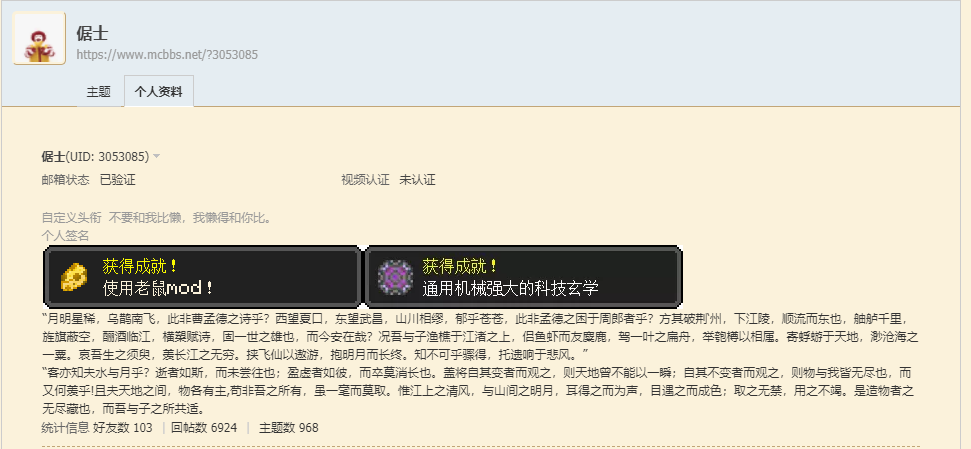 倨士
https://www.mcbbs.net/?3053085
主题 个人资料
倨士(UID: 3053085)
邮箱状态 已验证 视频认证 未认证
自定义头衔 不要和我比懒，我懒得和你比。
个人签名
获得成就！ 获得成就！
使用老鼠mod！ 通用机械强大的科技玄学
“月明星稀，乌鹊南飞，此非曹孟德之诗乎？西望夏口，东望武昌，山川相缪，郁乎苍苍，此非孟德之困于周郎者乎？方其破荆州，下江陵，顺流而东也，舳舻千里，
旌旗蔽空，酾酒临江，横槊赋诗，固一世之雄也，而今安在哉？况吾与子渔樵于江渚之上，侣鱼虾而友麋鹿，驾一叶之扁舟，举匏樽以相属。寄蜉蝣于天地，渺沧海之
一粟。哀吾生之须臾，羡长江之无穷。挟飞仙以遨游，抱明月而长终。知不可乎骤得，托遗响于悲风。”
“客亦知夫水与月乎？逝者如斯，而未尝往也；盈虚者如彼，而卒莫消长也。盖将自其变者而观之，则天地曾不能以一瞬；自其不变者而观之，则物与我皆无尽也，而
又何羡乎!且夫天地之间，物各有主,苟非吾之所有，虽一毫而莫取。惟江上之清风，与山间之明月，耳得之而为声，目遇之而成色；取之无禁，用之不竭。是造物者之
无尽藏也，而吾与子之所共适。
统计信息 好友数 103 | 回帖数 6924 | 主题数 968